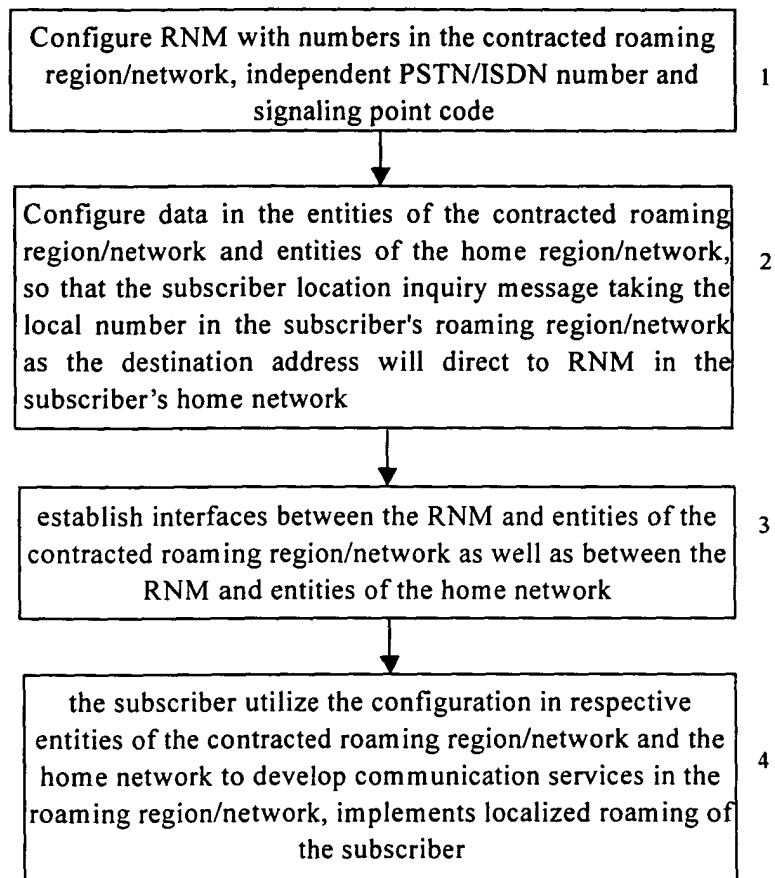 Configure RNM with numbers in the contracted roaming
region/network, independent PSTN/ISDN number and
signaling point code
1
Configure data in the entities of the contracted roaming
region/network and entities of the home region/network,
so that the subscriber location inquiry message taking the
local number in the subscriber's roaming region/network
as the destination address will direct to RNM in the
subscriber's home network
2
establish interfaces between the RNM and entities of the
contracted roaming region/network as well as between the
RNM and entities of the home network
3
the subscriber utilize the configuration in respective
entities of the contracted roaming region/network and the
home network to develop communication services in the
roaming region/network, implements localized roaming of
the subscriber
4